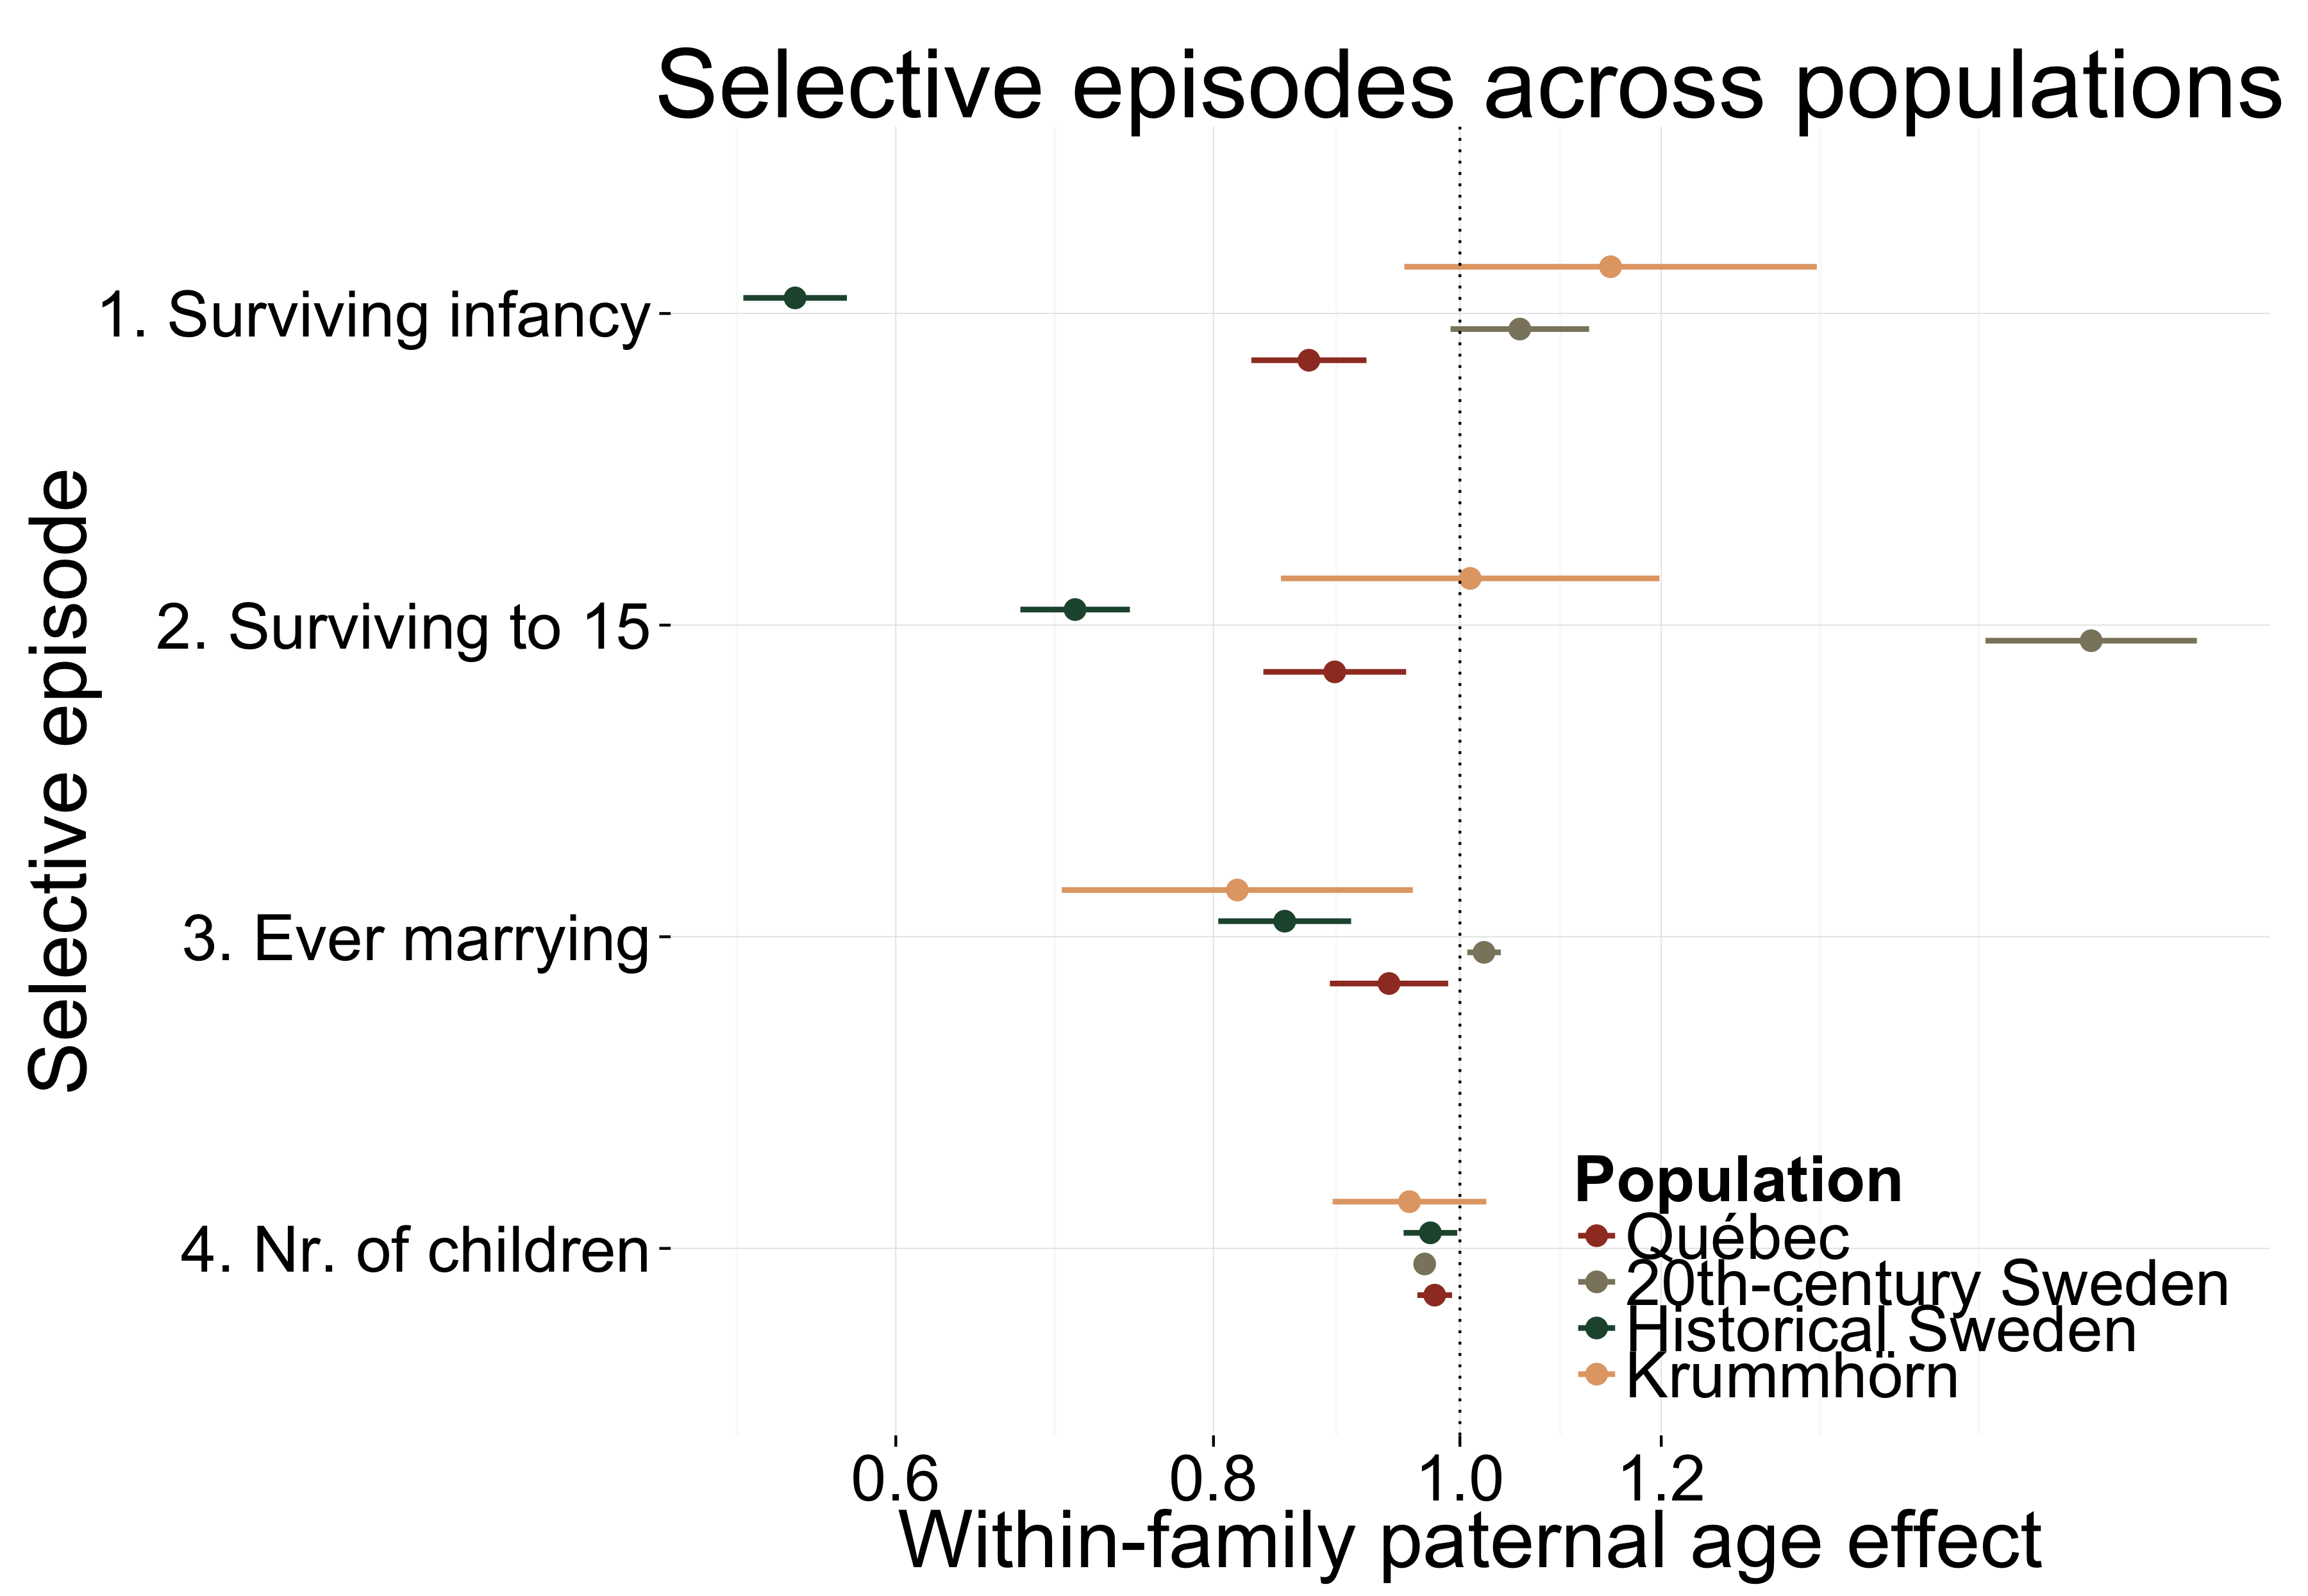 Selective episodes across populations
Selective episode
1. Surviving infancy
2. Surviving to 15
3. Ever marrying
4. Nr. of children
Population
Québec
20th-century Sweden
Historical Sweden
Krummhörn
0.6 0.8 1.0 1.2
Within-family paternal age effect